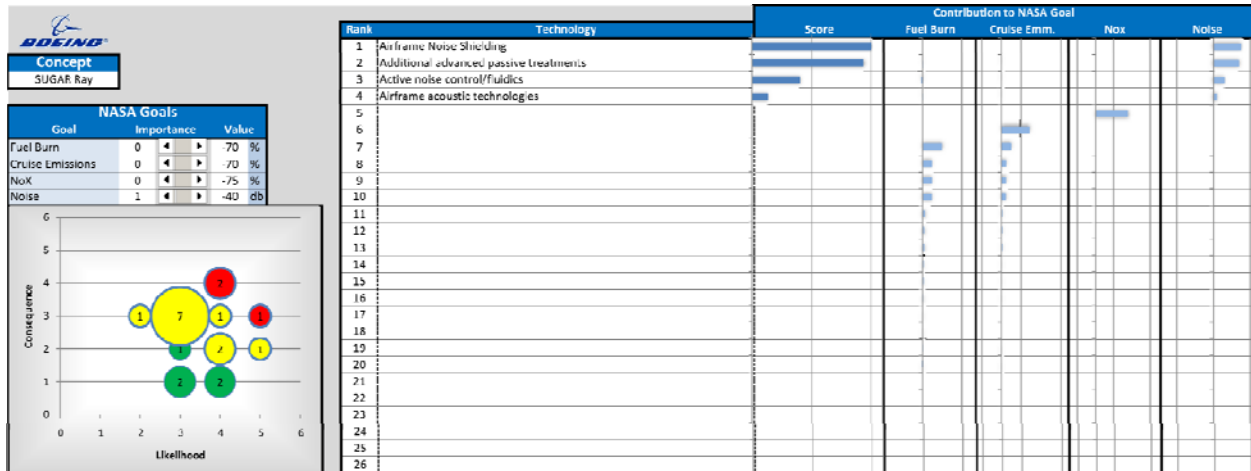 BOEING
Concept
SUGAR Ray
NASA Goals
Goal Importance Value
Fuel Burn 0 -70 %
Cruise Emissions 0 -70 %
NoX 0 -75 %
Noise 1 -40 db
Consequence
6
5
4
3
2
1
0
2
1 7 1 1
1 2 1
2 2
0 1 2 3 4 5 6
Likelihood
Contribution to NASA Goal
Rank Technology Score Fuel Burn Cruise Emm. Nox Noise
1 Airframe Noise Shielding
2 Additional advanced passive treatments
3 Active noise control/fluidics
4 Airframe acoustic technologies
5
6
7
8
9
10
11
12
13
14
15
16
17
18
19
20
21
22
23
24
25
26